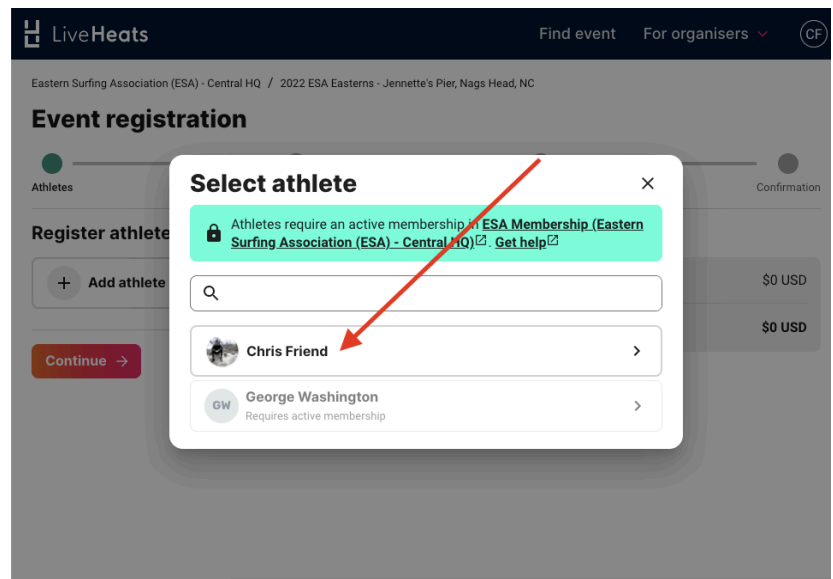 LiveHeats
Find event
For organisers
CF
Eastern Surfing Association (ESA) - Central HQ / 2022 ESA Easterns - Jennette's Pier, Nags Head, NC
Event registration
Athletes
Confirmation
Select athlete
Athletes require an active membership in ESA Membership (Eastern
Surfing Association (ESA) - Central HQ). Get help
Register athlete
+ Add athlete
$0 USD
$0 USD
Continue →
Chris Friend
GW
George Washington
Requires active membership